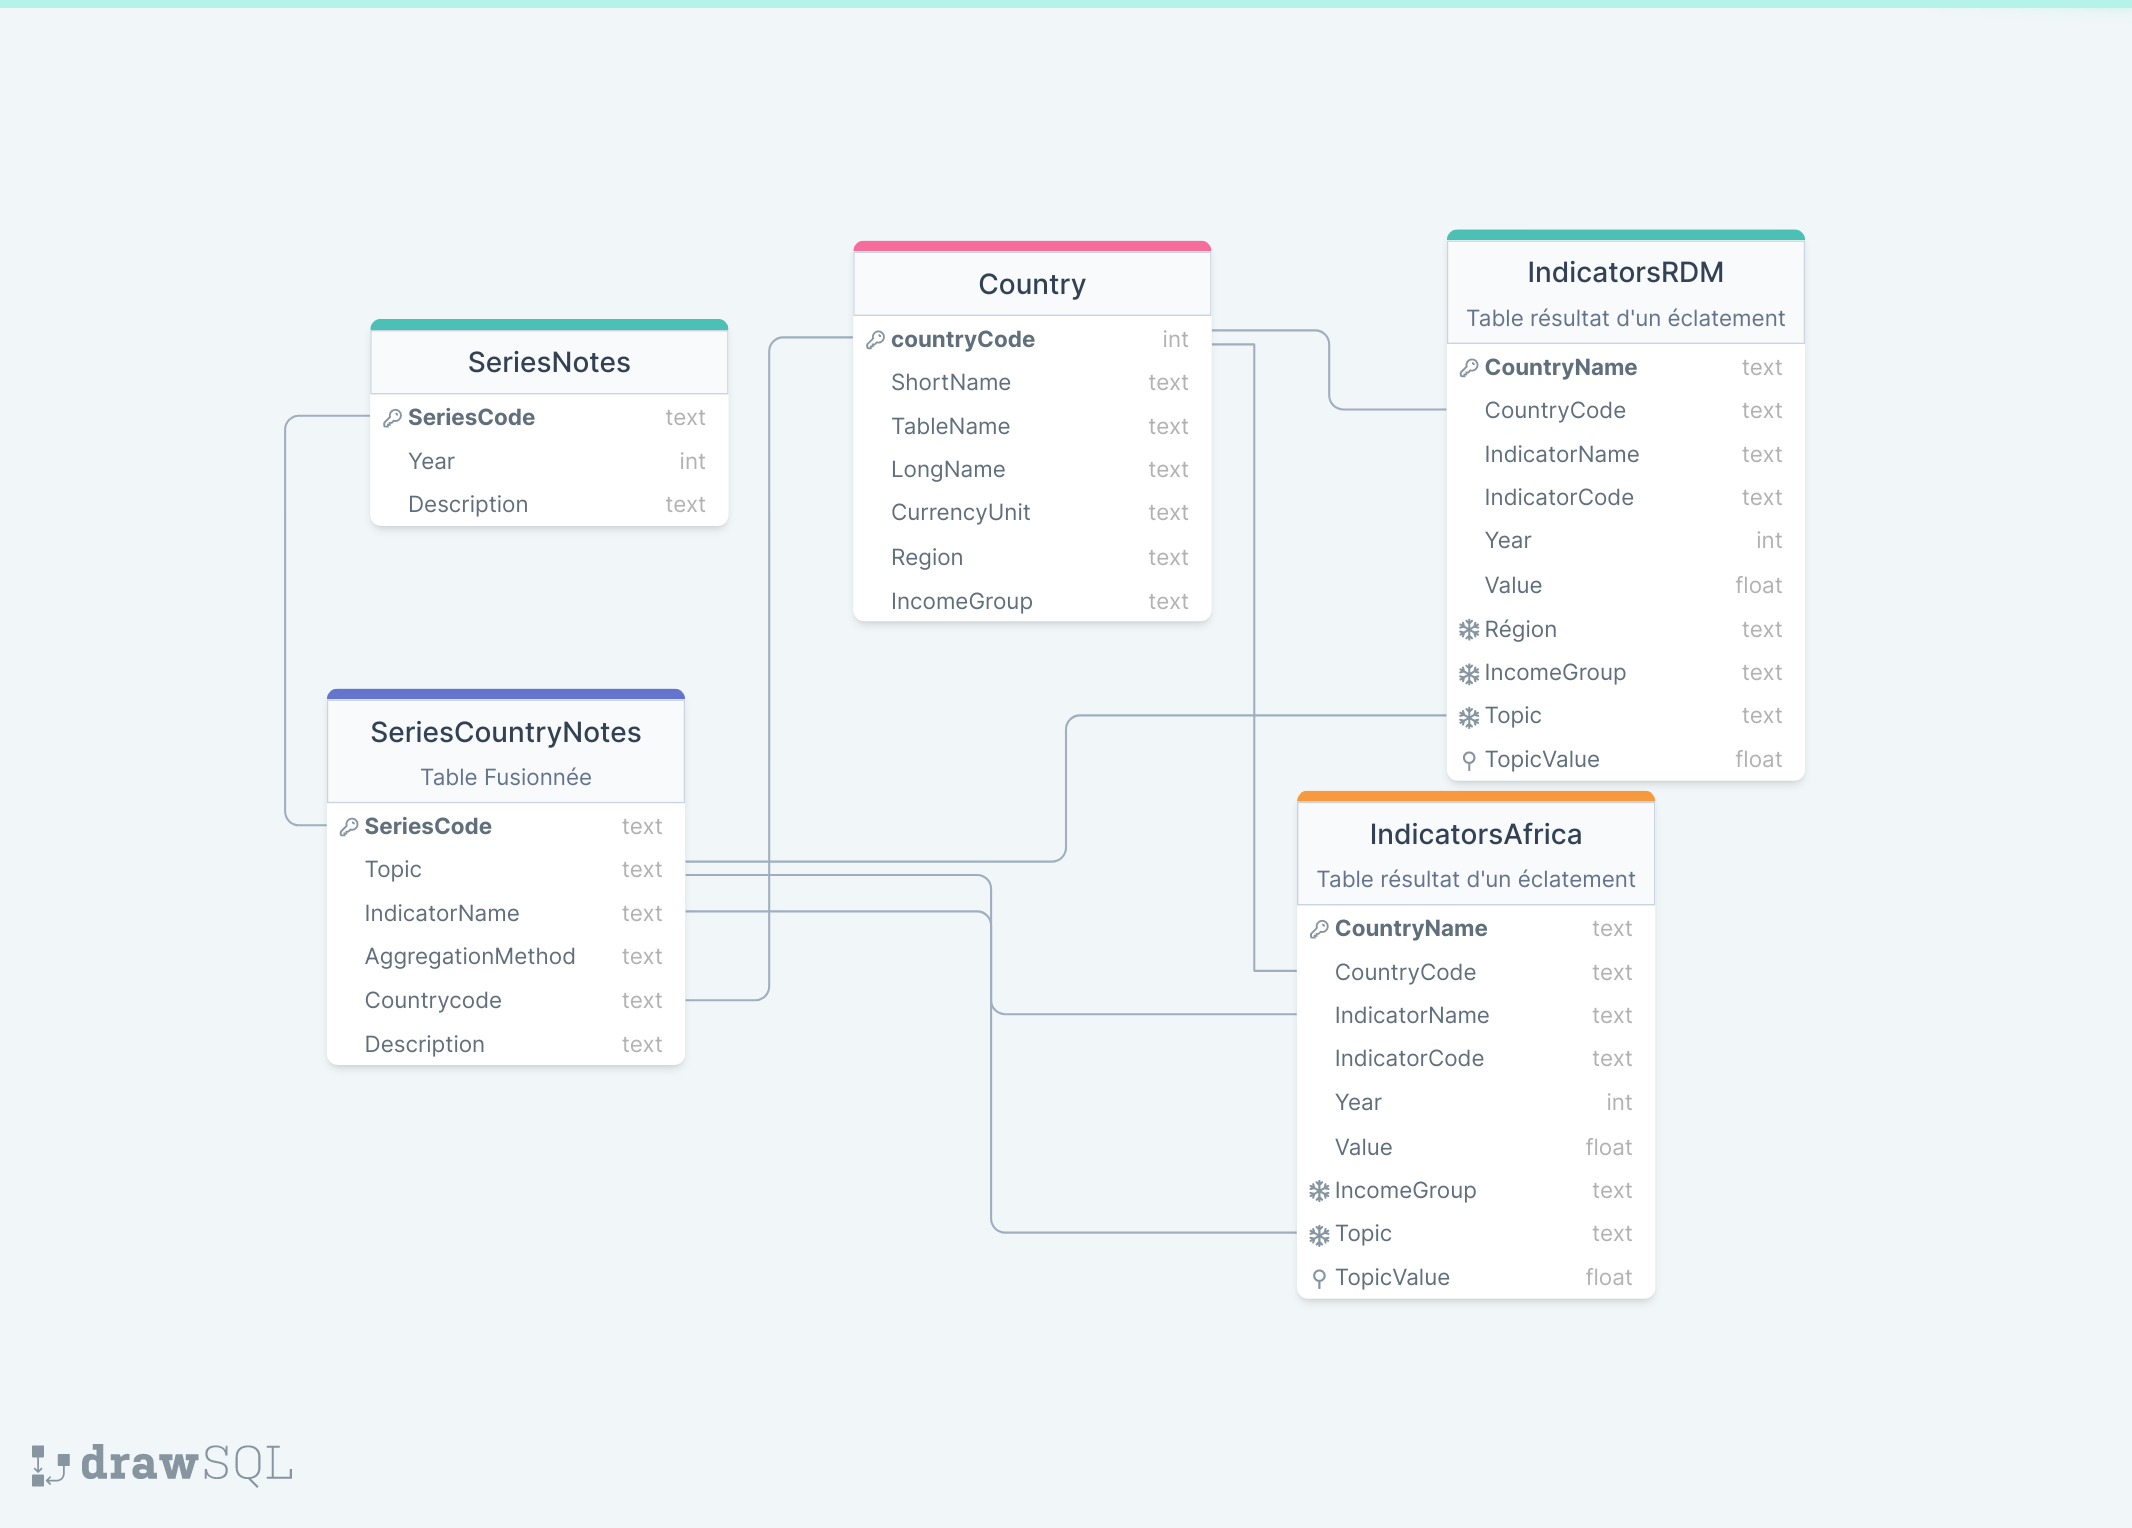 SeriesNotes
SeriesCode text
Year int
Description text
Country
countryCode int
ShortName text
TableName text
LongName text
CurrencyUnit text
Region text
IncomeGroup text
IndicatorsRDM
Table résultat d'un éclatement
CountryName text
CountryCode text
IndicatorName text
IndicatorCode text
Year int
Value float
Région text
IncomeGroup text
Topic text
TopicValue float
SeriesCountryNotes
Table Fusionnée
SeriesCode text
Topic text
IndicatorName text
AggregationMethod text
Countrycode text
Description text
IndicatorsAfrica
Table résultat d'un éclatement
CountryName text
CountryCode text
IndicatorName text
IndicatorCode text
Year int
Value float
IncomeGroup text
Topic text
TopicValue float
drawSQL